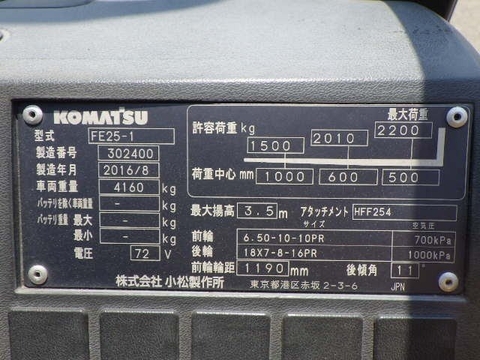 KOMATSU
型式 FE25-1
製造番号 302400
製造年月 2016/8
車両重量 4160 kg
バッテリを除く車両重量 - kg
バッテリ重量 最大 - kg
最小 - kg
電圧 72 V
株式会社 小松製作所
最大荷重
許容荷重 kg 1500 2010 2200
荷重中心 mm 1000 600 500
最大揚高 3.5 m アタッチメント HFF254
サイズ 空気圧
前輪 6.50-10-10PR 700kPa
後輪 18X7-8-16PR 1000kPa
前輪輪距 1190 mm 後傾角 11°
東京都港区赤坂2-3-6 JPN